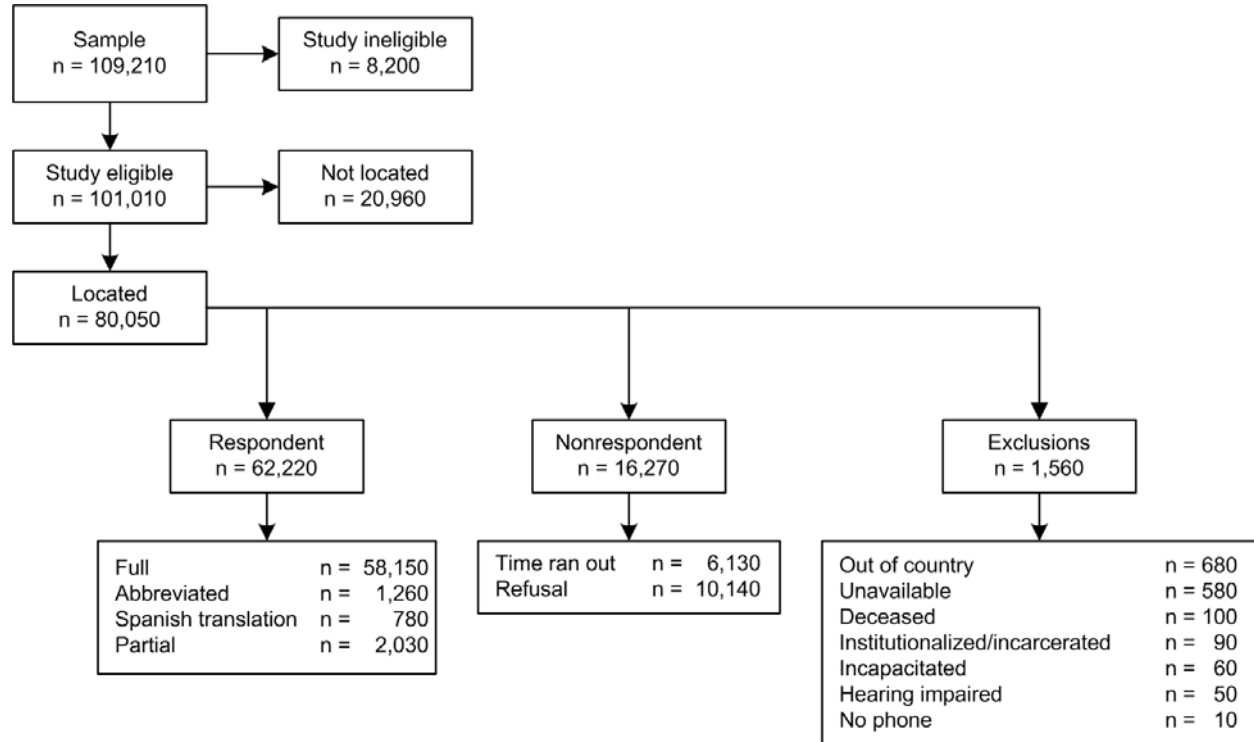 Sample
n = 109,210
Study ineligible
n = 8,200
Study eligible
n = 101,010
Not located
n = 20,960
Located
n = 80,050
Respondent
n = 62,220
Nonrespondent
n = 16,270
Exclusions
n = 1,560
Full n = 58,150
Abbreviated n = 1,260
Spanish translation n = 780
Partial n = 2,030
Time ran out n = 6,130
Refusal n = 10,140
Out of country n = 680
Unavailable n = 580
Deceased n = 100
Institutionalized/incarcerated n = 90
Incapacitated n = 60
Hearing impaired n = 50
No phone n = 10